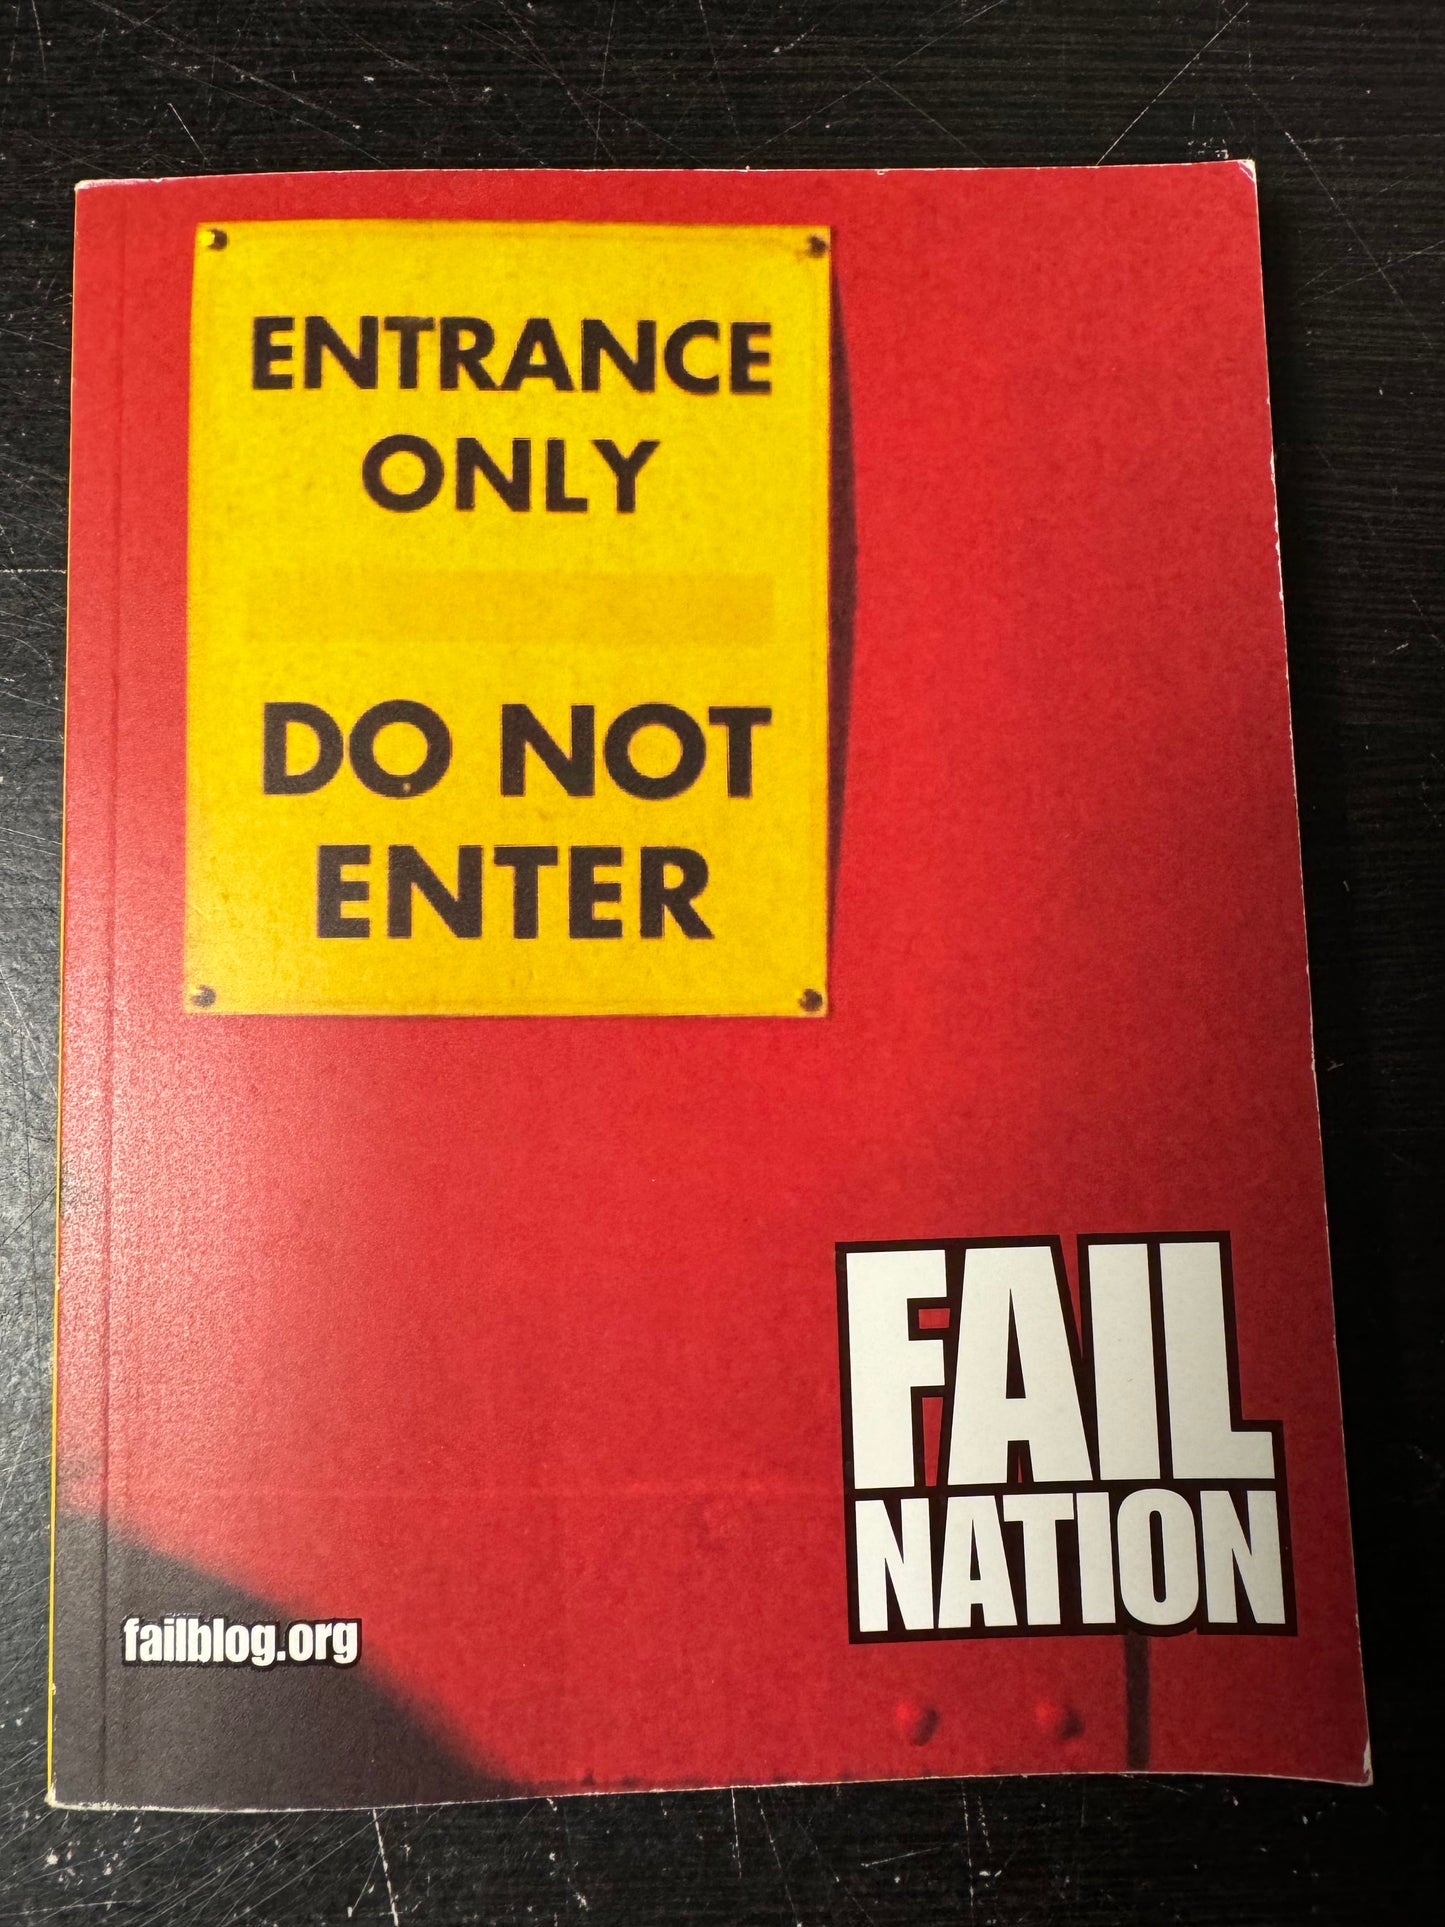 ENTRANCE
ONLY
DO NOT
ENTER
FAIL
NATION
failblog.org